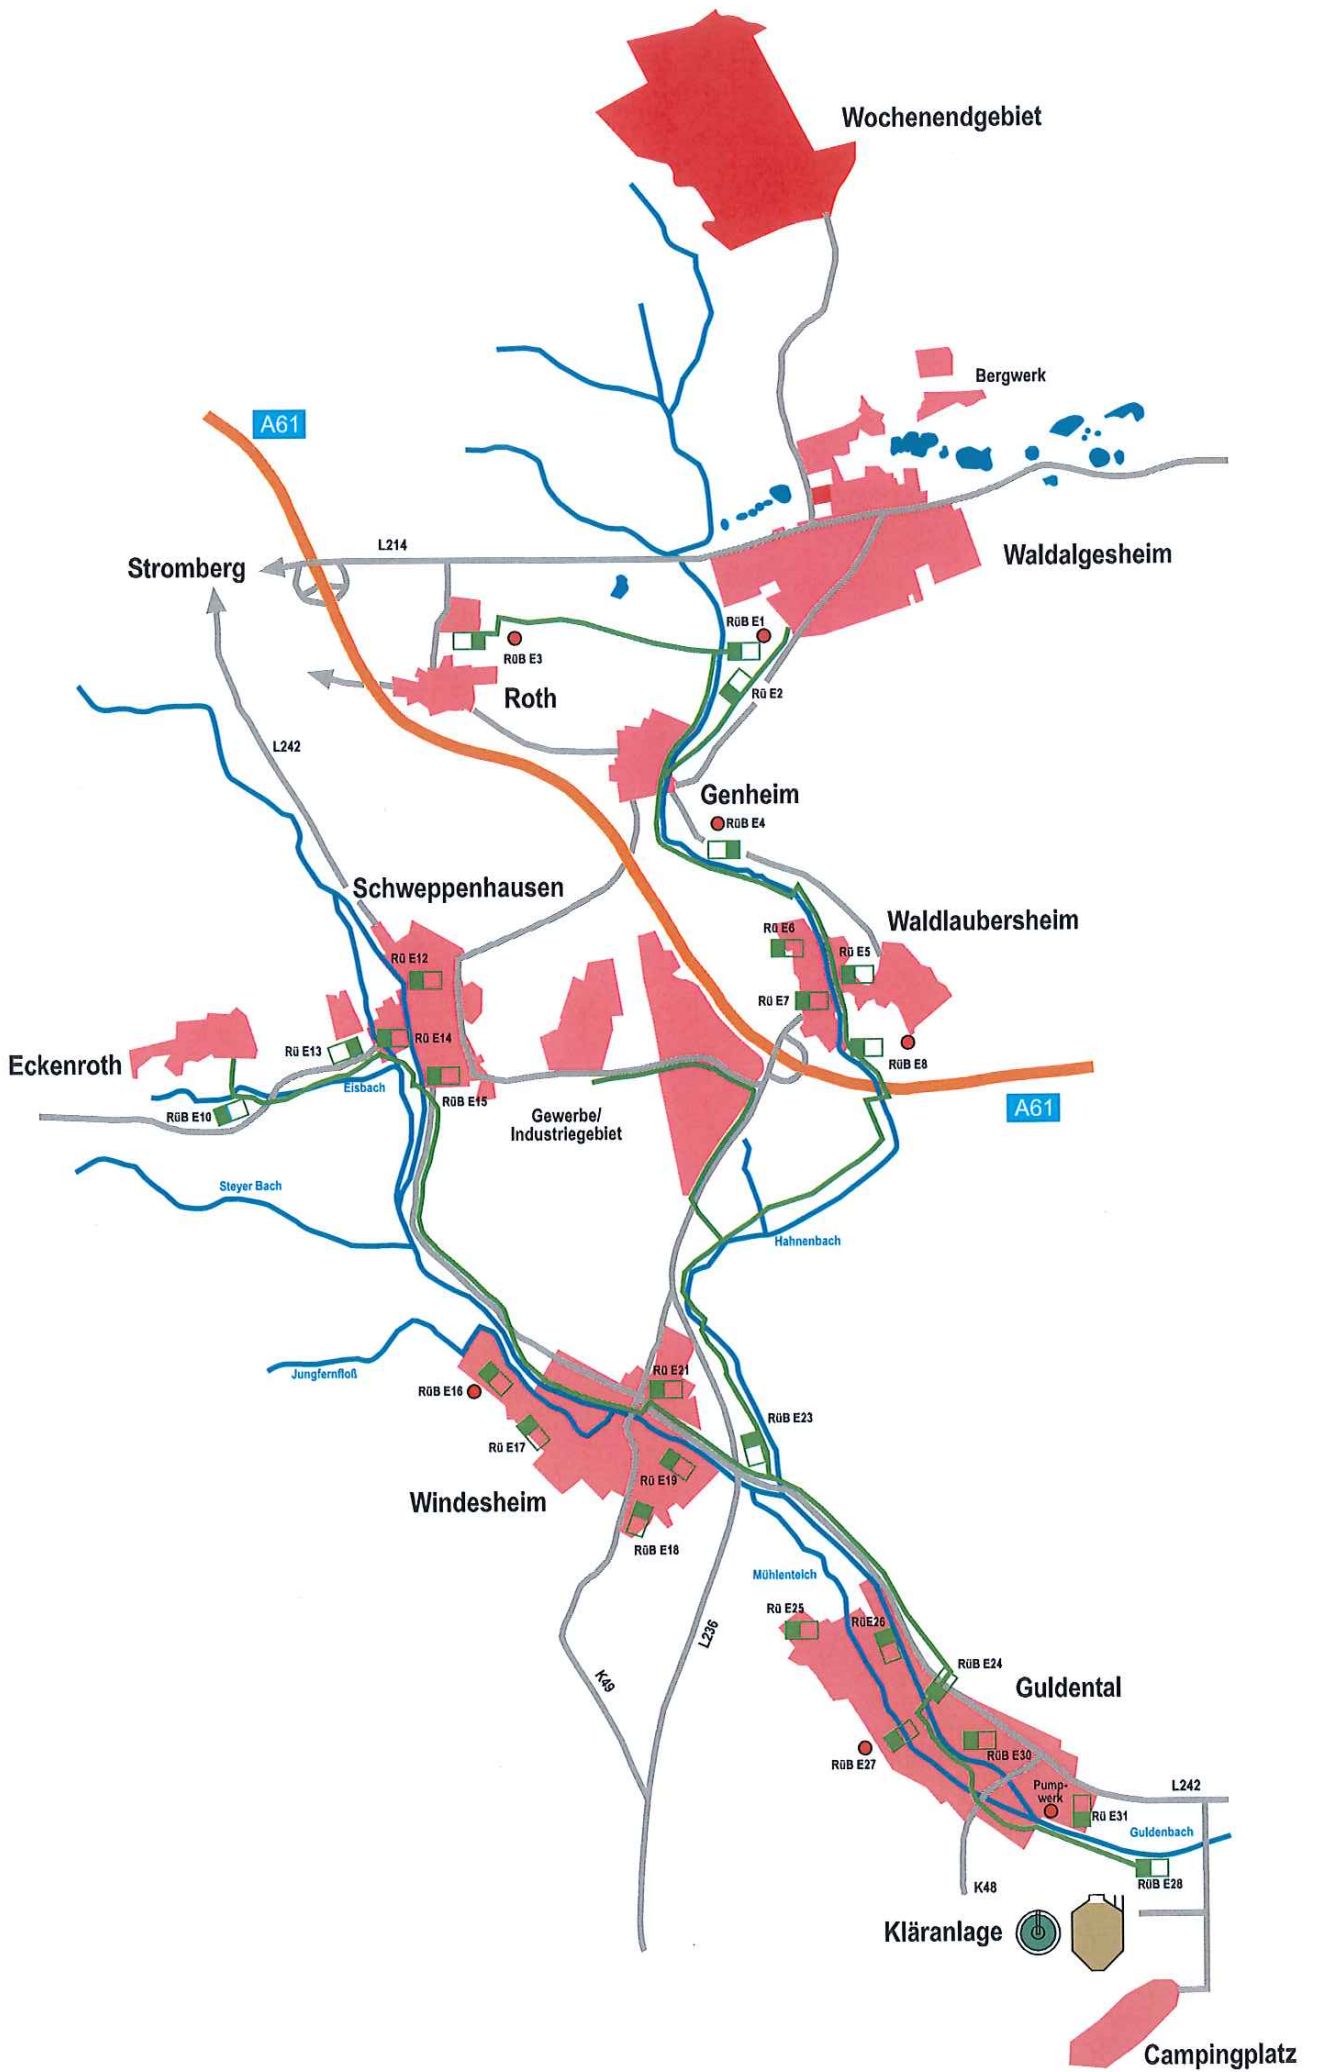 Wochenendgebiet
Bergwerk
A61
L214
Stromberg
Waldalgesheim
RüB E1
RüB E3
Rü E2
Roth
L242
Genheim
RüB E4
Schweppenhausen
Waldlaubersheim
Rü E6
Rü E5
Rü E12
Rü E7
Rü E14
Rü E13
RüB E8
Eckenroth
Eisbach
RüB E15
RüB E10
Gewerbe/
Industriegebiet
A61
Steyer Bach
Hahnenbach
Jungfernfloß
Rü E21
RüB E16
RüB E23
Rü E17
Rü E19
Windesheim
RüB E18
Mühlenteich
Rü E25
RüE26
L236
RüB E24
K49
Guldental
RüB E27
RüB E30
Pump-
werk
L242
Rü E31
Guldenbach
RüB E28
K48
Kläranlage
Campingplatz